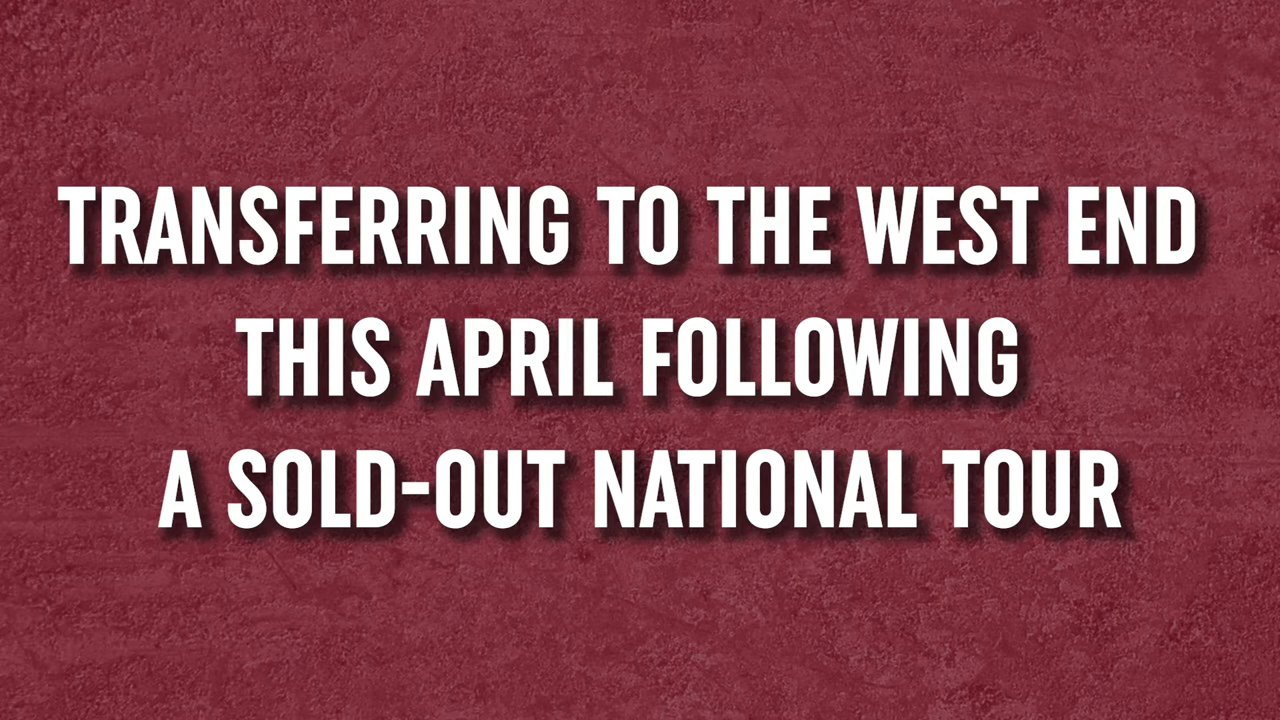 TRANSFERRING TO THE WEST END
THIS APRIL FOLLOWING
A SOLD-OUT NATIONAL TOUR